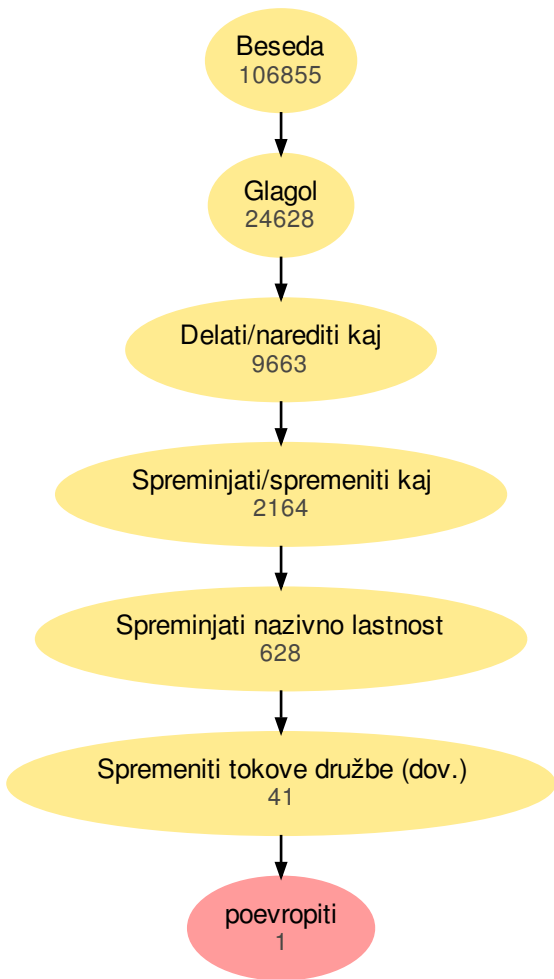 Beseda
106855
Glagol
24628
Delati/narediti kaj
9663
Spreminjati/spremeniti kaj
2164
Spreminjati nazivno lastnost
628
Spremeniti tokove družbe (dov.)
41
poevropiti
1